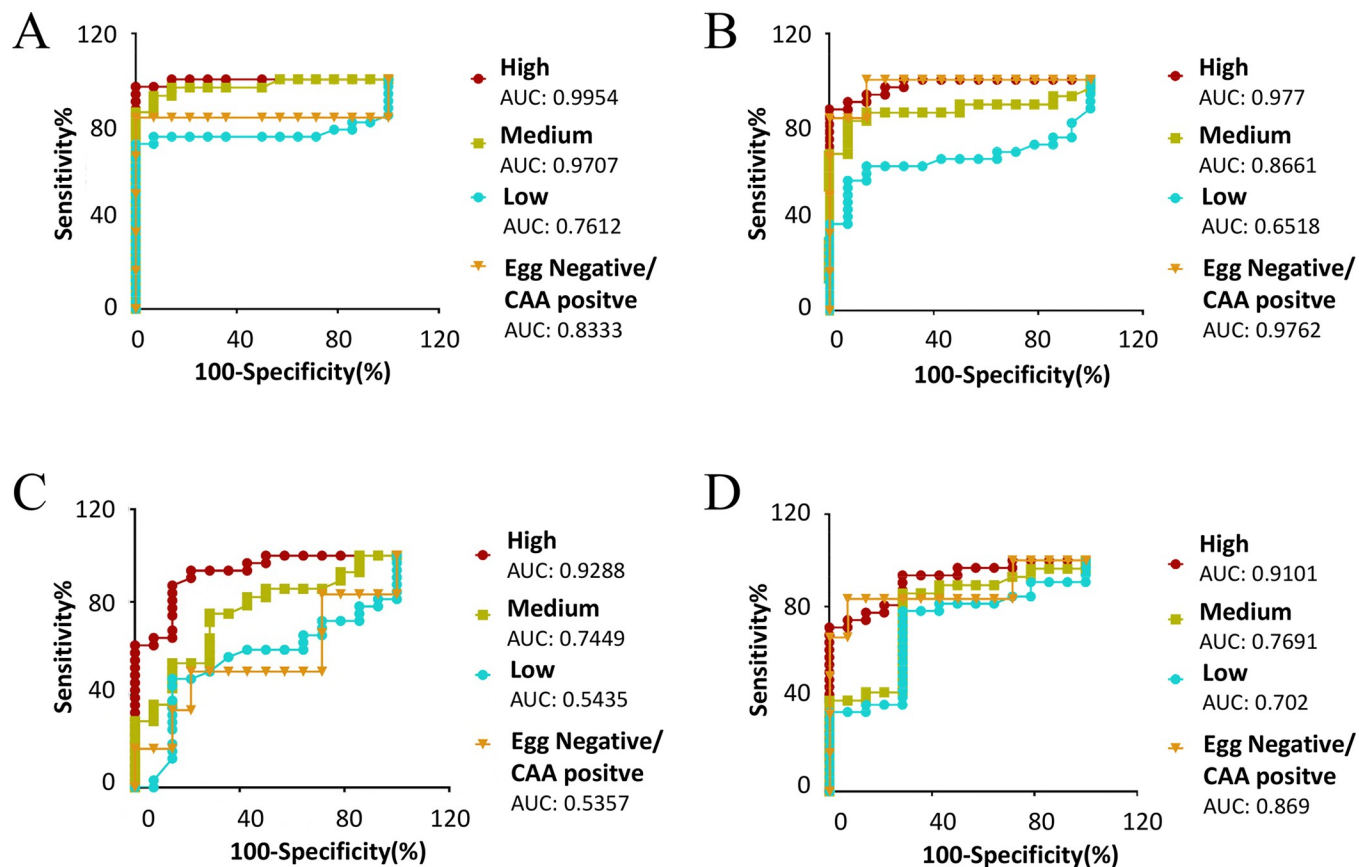 A
120
80
40
0
Sensitivity%
0 40 80 120
100-Specificity(%)
High
AUC: 0.9954
Medium
AUC: 0.9707
Low
AUC: 0.7612
Egg Negative/
CAA positve
AUC: 0.8333
B
120
80
40
0
Sensitivity%
0 40 80 120
100-Specificity(%)
High
AUC: 0.977
Medium
AUC: 0.8661
Low
AUC: 0.6518
Egg Negative/
CAA positve
AUC: 0.9762
C
120
80
40
0
Sensitivity%
0 40 80 120
100-Specificity(%)
High
AUC: 0.9288
Medium
AUC: 0.7449
Low
AUC: 0.5435
Egg Negative/
CAA positve
AUC: 0.5357
D
120
80
40
0
Sensitivity%
0 40 80 120
100-Specificity(%)
High
AUC: 0.9101
Medium
AUC: 0.7691
Low
AUC: 0.702
Egg Negative/
CAA positve
AUC: 0.869